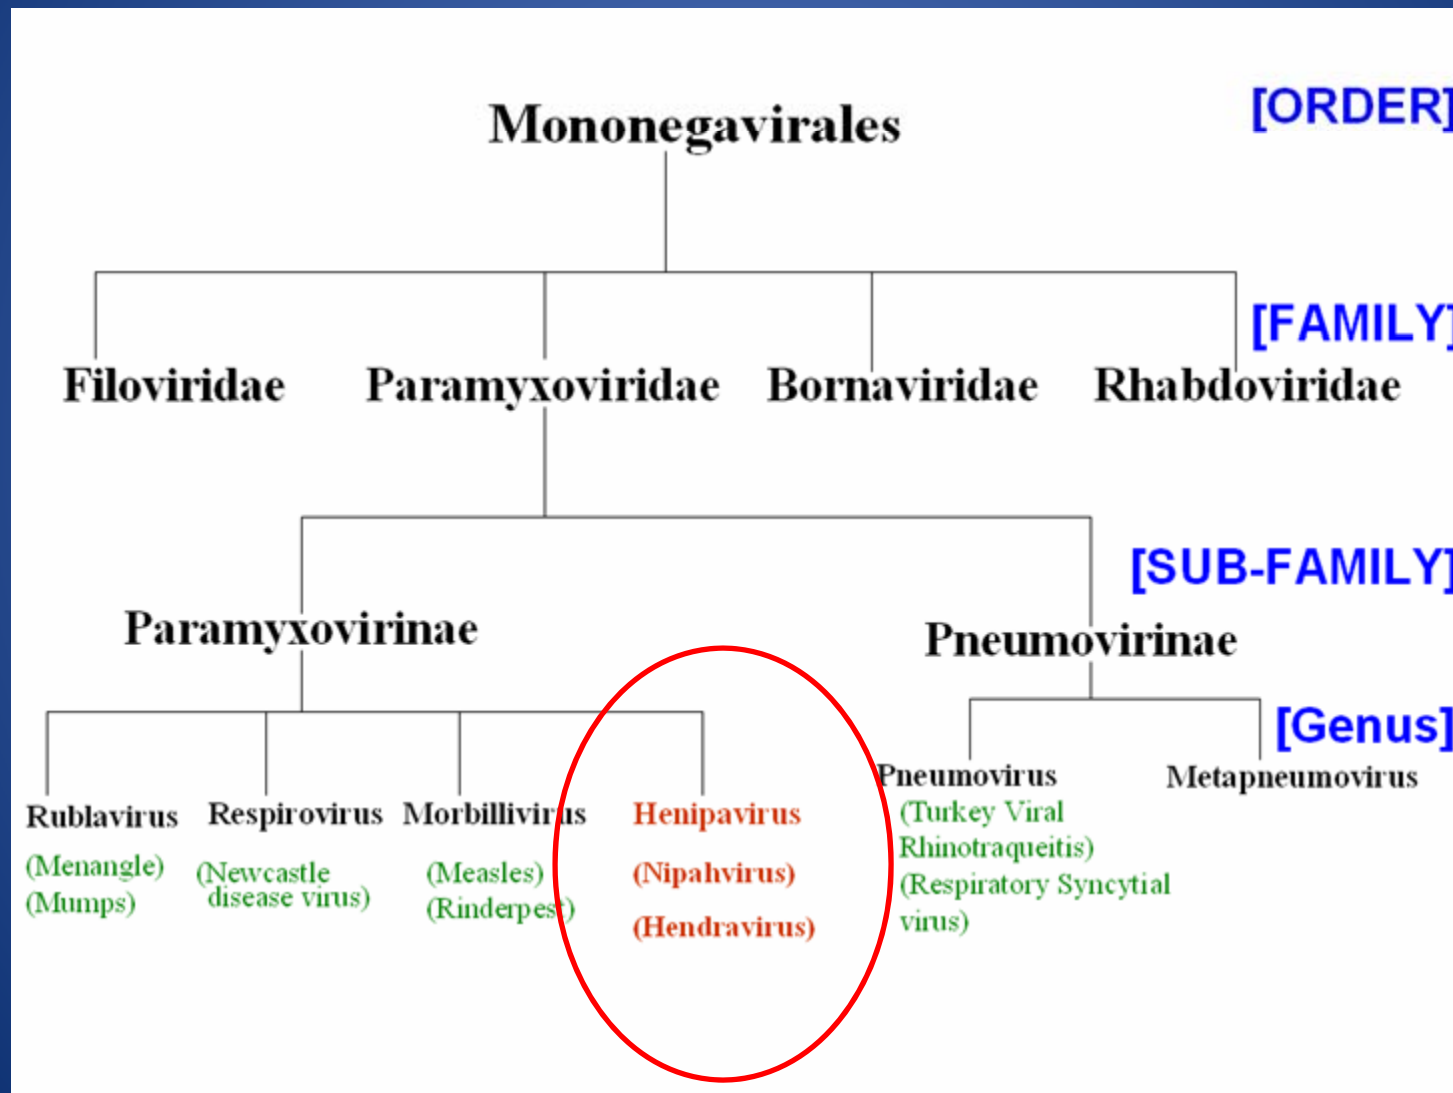 Mononegavirales
[ORDER]
[FAMILY]
Filoviridae
Paramyxoviridae
Bornaviridae
Rhabdoviridae
[SUB-FAMILY]
Paramyxovirinae
Pneumovirinae
[Genus]
Rublavirus
(Menangle)
(Mumps)
Respirovirus
(Newcastle
disease virus)
Morbillivirus
(Measles)
(Rinderpest)
Henipavirus
(Nipahvirus)
(Hendravirus)
Pneumovirus
(Turkey Viral
Rhinotraqueitis)
(Respiratory Syncytial
virus)
Metapneumovirus